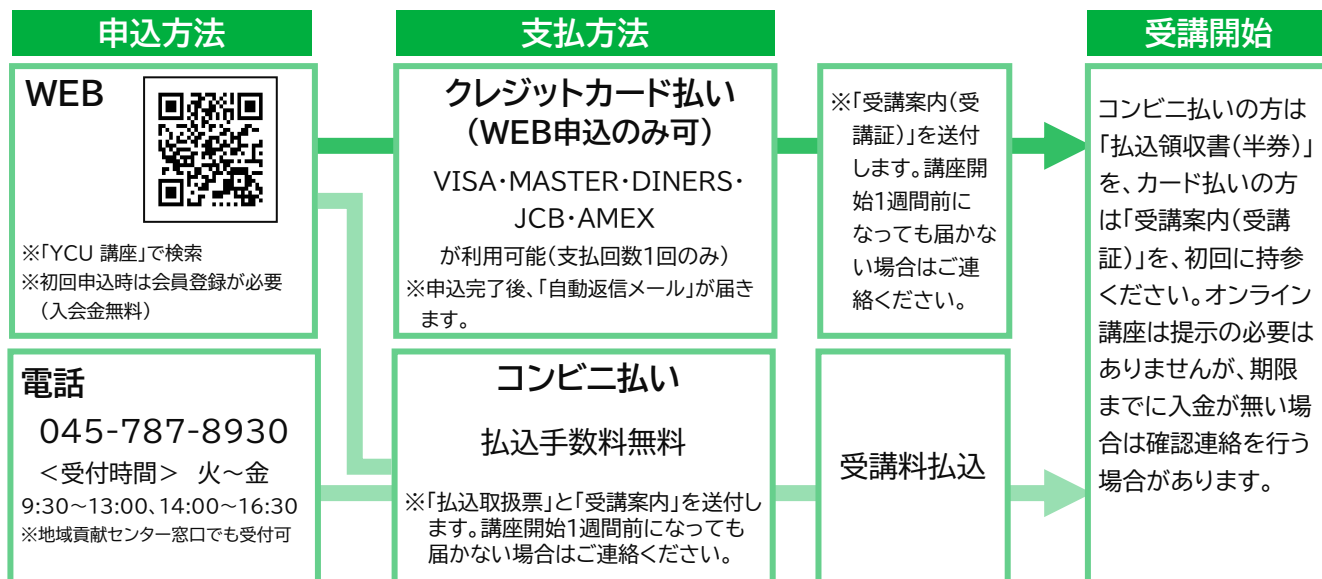 申込方法
支払方法
受講開始
WEB
※「YCU 講座」で検索
※初回申込時は会員登録が必要
(入会金無料)
クレジットカード払い
(WEB申込のみ可)
VISA・MASTER・DINERS・
JCB・AMEX
が利用可能(支払回数1回のみ)
※申込完了後、「自動返信メール」が届き
ます。
※「受講案内(受
講証)」を送付
します。講座開
始1週間前に
なっても届かな
い場合はご連
絡ください。
電話
045-787-8930
<受付時間> 火~金
9:30~13:00、14:00~16:30
※地域貢献センター窓口でも受付可
コンビニ払い
払込手数料無料
※「払込取扱票」と「受講案内」を送付し
ます。講座開始1週間前になっても
届かない場合はご連絡ください。
受講料払込
コンビニ払いの方は
「払込領収書(半券)」
を、カード払いの方
は「受講案内(受講
証)」を、初回に持参
ください。オンライン
講座は提示の必要は
ありませんが、期限
までに入金が無い場
合は確認連絡を行う
場合があります。